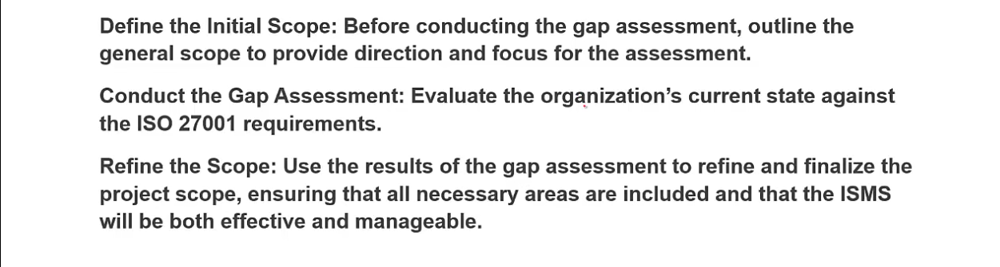 Define the Initial Scope: Before conducting the gap assessment, outline the
general scope to provide direction and focus for the assessment.
Conduct the Gap Assessment: Evaluate the organization’s current state against
the ISO 27001 requirements.
Refine the Scope: Use the results of the gap assessment to refine and finalize the
project scope, ensuring that all necessary areas are included and that the ISMS
will be both effective and manageable.